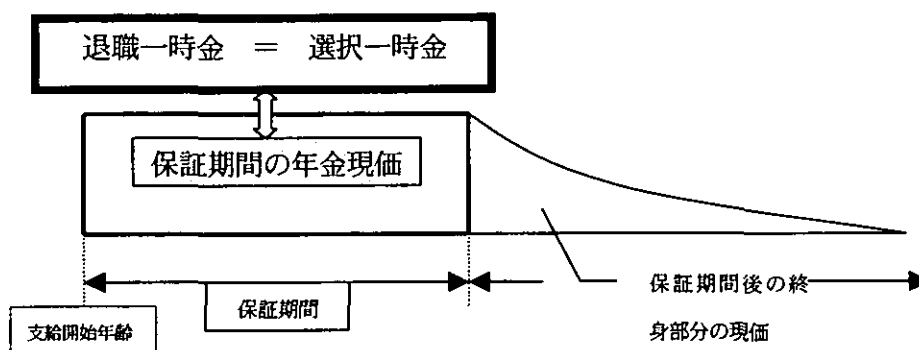 退職一時金 ＝ 選択一時金
保証期間の年金現価
保証期間
支給開始年齢
保証期間後の終
身部分の現価